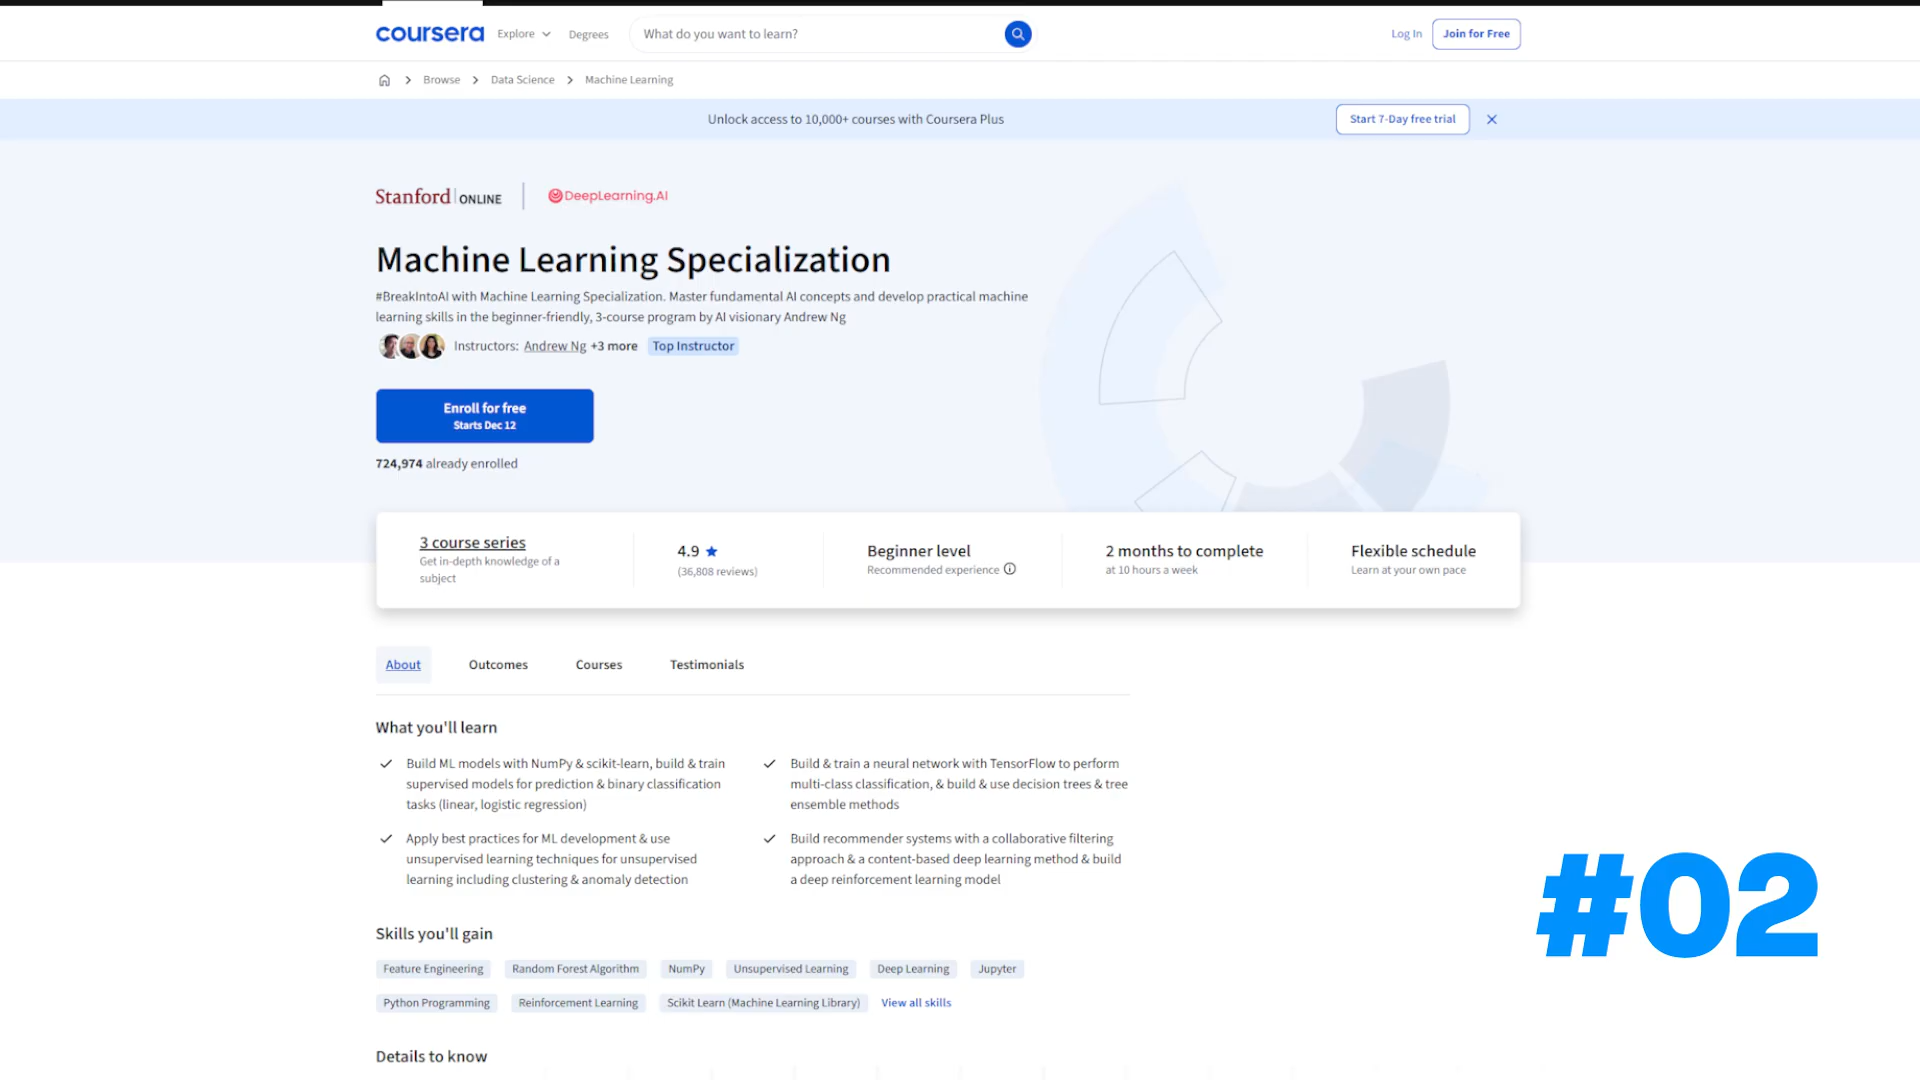 coursera
Explore
Degrees
What do you want to learn?
Log In
Join for Free
Browse
Data Science
Machine Learning
Unlock access to 10,000+ courses with Coursera Plus
Start 7-Day free trial
Stanford | ONLINE
DeepLearning.AI
Machine Learning Specialization
#BreakIntoAI with Machine Learning Specialization. Master fundamental AI concepts and develop practical machine
learning skills in the beginner-friendly, 3-course program by AI visionary Andrew Ng
Instructors: Andrew Ng +3 more Top Instructor
Enroll for free
Starts Dec 12
724,974 already enrolled
3 course series
Get in-depth knowledge of a
subject
4.9
(36,808 reviews)
Beginner level
Recommended experience
2 months to complete
at 10 hours a week
Flexible schedule
Learn at your own pace
About
Outcomes
Courses
Testimonials
What you'll learn
Build ML models with NumPy & scikit-learn, build & train
supervised models for prediction & binary classification
tasks (linear, logistic regression)
Build & train a neural network with TensorFlow to perform
multi-class classification, & build & use decision trees & tree
ensemble methods
Apply best practices for ML development & use
unsupervised learning techniques for unsupervised
learning including clustering & anomaly detection
Build recommender systems with a collaborative filtering
approach & a content-based deep learning method & build
a deep reinforcement learning model
#02
Skills you'll gain
Feature Engineering
Random Forest Algorithm
NumPy
Unsupervised Learning
Deep Learning
Jupyter
Python Programming
Reinforcement Learning
Scikit Learn (Machine Learning Library)
View all skills
Details to know